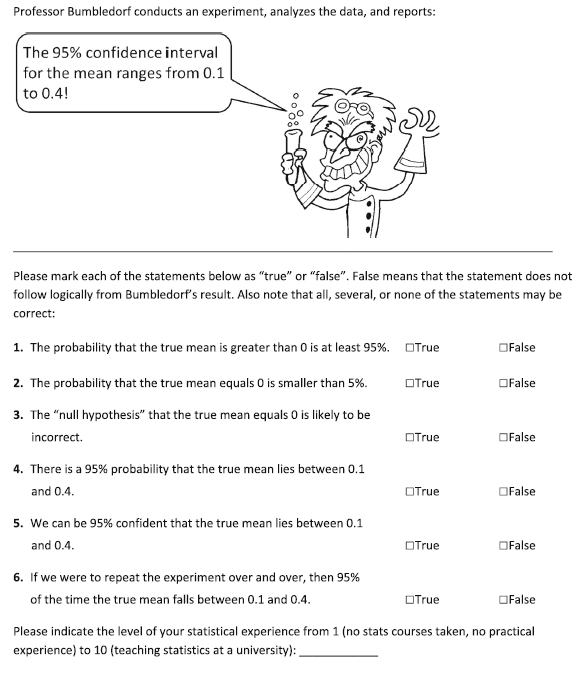 Professor Bumbledorf conducts an experiment, analyzes the data, and reports:
The 95% confidence interval
for the mean ranges from 0.1
to 0.4!
Please mark each of the statements below as “true” or “false”. False means that the statement does not
follow logically from Bumbledorf’s result. Also note that all, several, or none of the statements may be
correct:
1. The probability that the true mean is greater than 0 is at least 95%. □True □False
2. The probability that the true mean equals 0 is smaller than 5%. □True □False
3. The “null hypothesis” that the true mean equals 0 is likely to be
incorrect. □True □False
4. There is a 95% probability that the true mean lies between 0.1
and 0.4. □True □False
5. We can be 95% confident that the true mean lies between 0.1
and 0.4. □True □False
6. If we were to repeat the experiment over and over, then 95%
of the time the true mean falls between 0.1 and 0.4. □True □False
Please indicate the level of your statistical experience from 1 (no stats courses taken, no practical
experience) to 10 (teaching statistics at a university): ____________